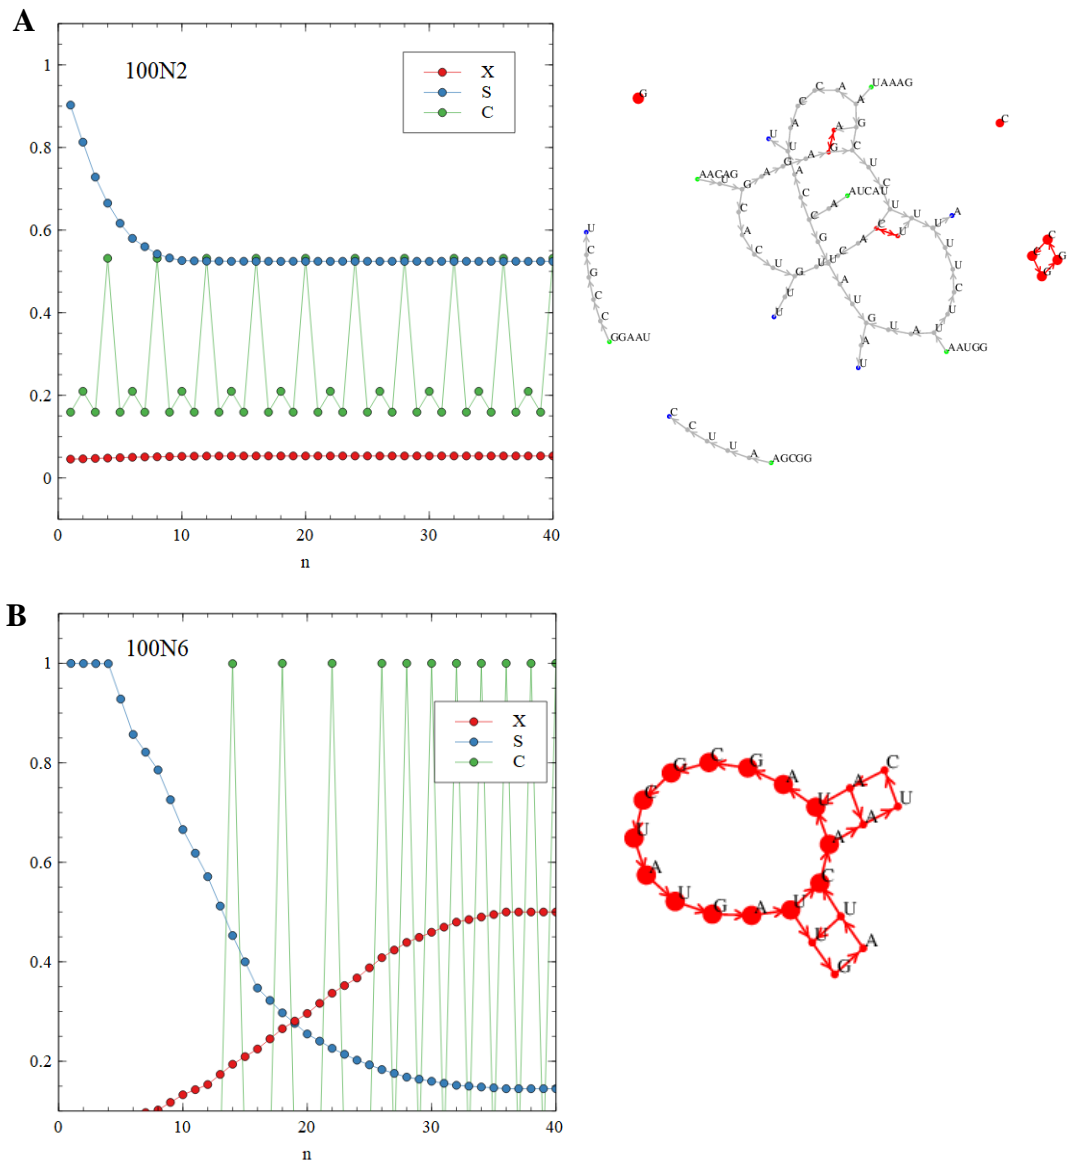 A
100N2
X
S
C
1
0.8
0.6
0.4
0.2
0
0 10 20 30 40
n
G
C
UAAAG
A C C A A
U A U G A G A G C
AACAG U
G C A C U G U U
A C C A AUCAU
U C U U U A
C A C U
G U C U
A U G A U
U A U U C U U
AAUGG
U C G C C GGAAU
C C U U A AGCGG
C C G G
B
100N6
X
S
C
1
0.8
0.6
0.4
0.2
0 10 20 30 40
n
G C G A U A C
C A A U
U A
A C
U G A U U
U G A